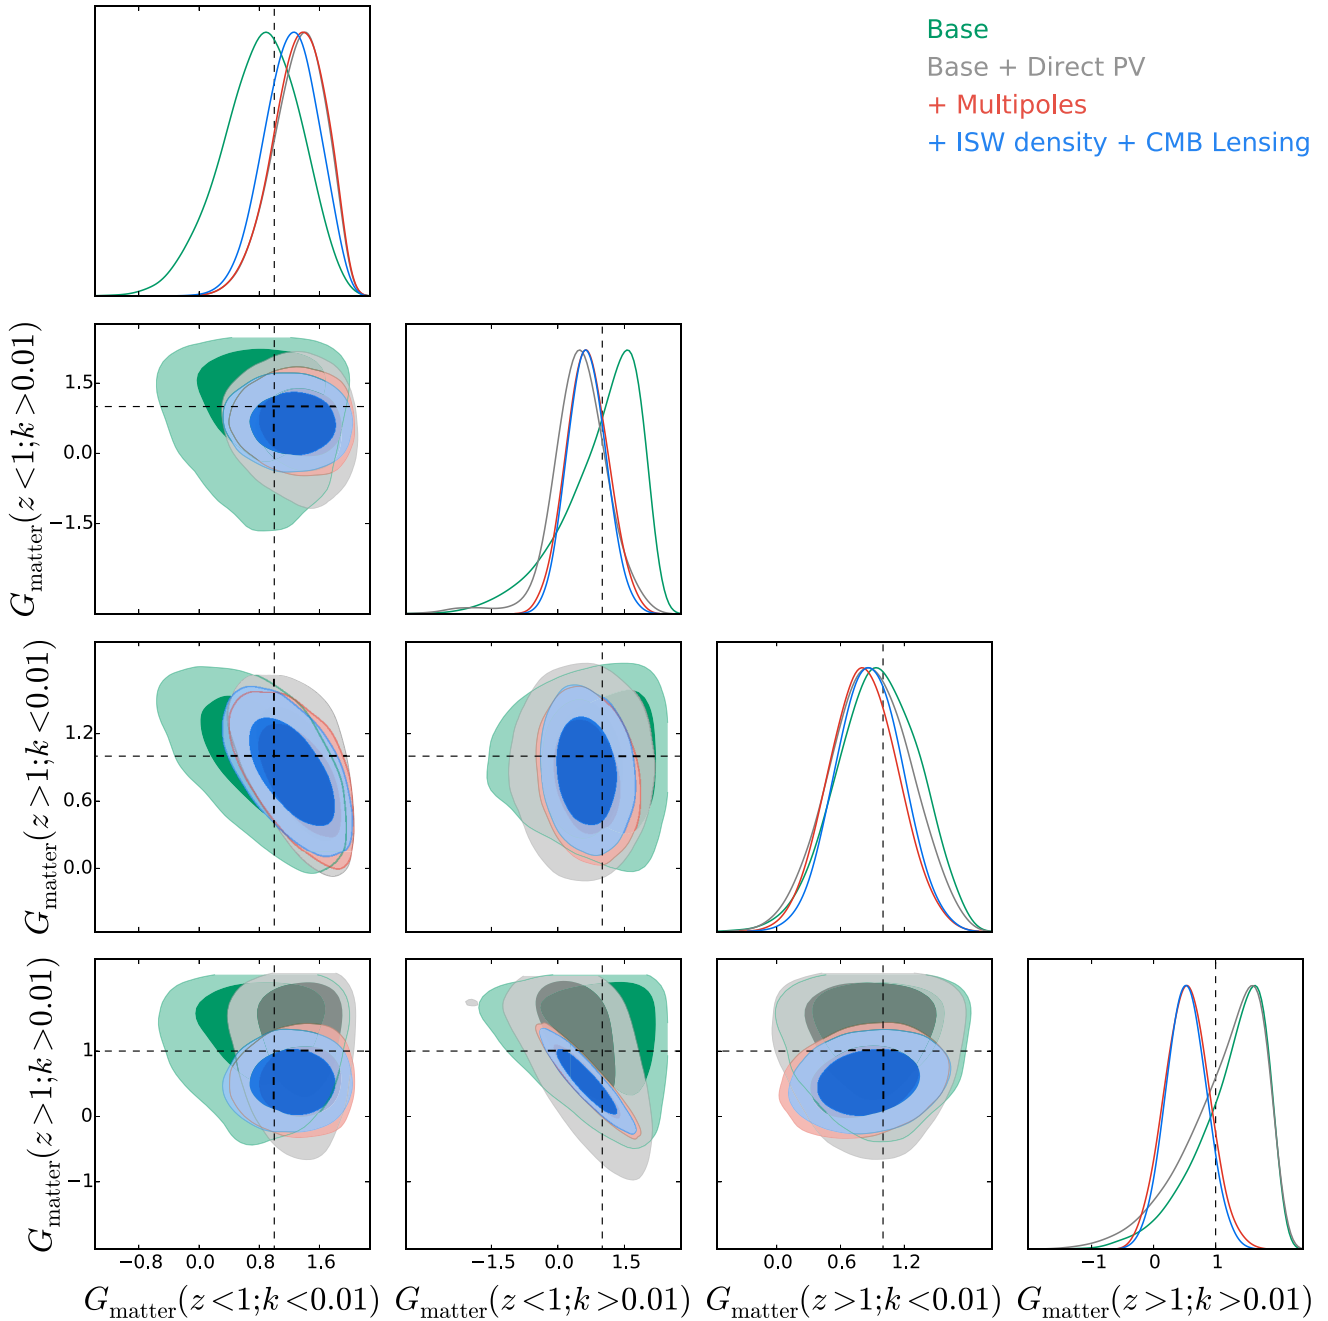 Base
Base + Direct PV
+ Multipoles
+ ISW density + CMB Lensing
G_matter(z<1;k>0.01)
1.5
0.0
−1.5
G_matter(z>1;k<0.01)
1.2
0.6
0.0
G_matter(z>1;k>0.01)
1
0
−1
−0.8 0.0 0.8 1.6
−1.5 0.0 1.5
0.0 0.6 1.2
−1 0 1
G_matter(z<1;k<0.01)
G_matter(z<1;k>0.01)
G_matter(z>1;k<0.01)
G_matter(z>1;k>0.01)